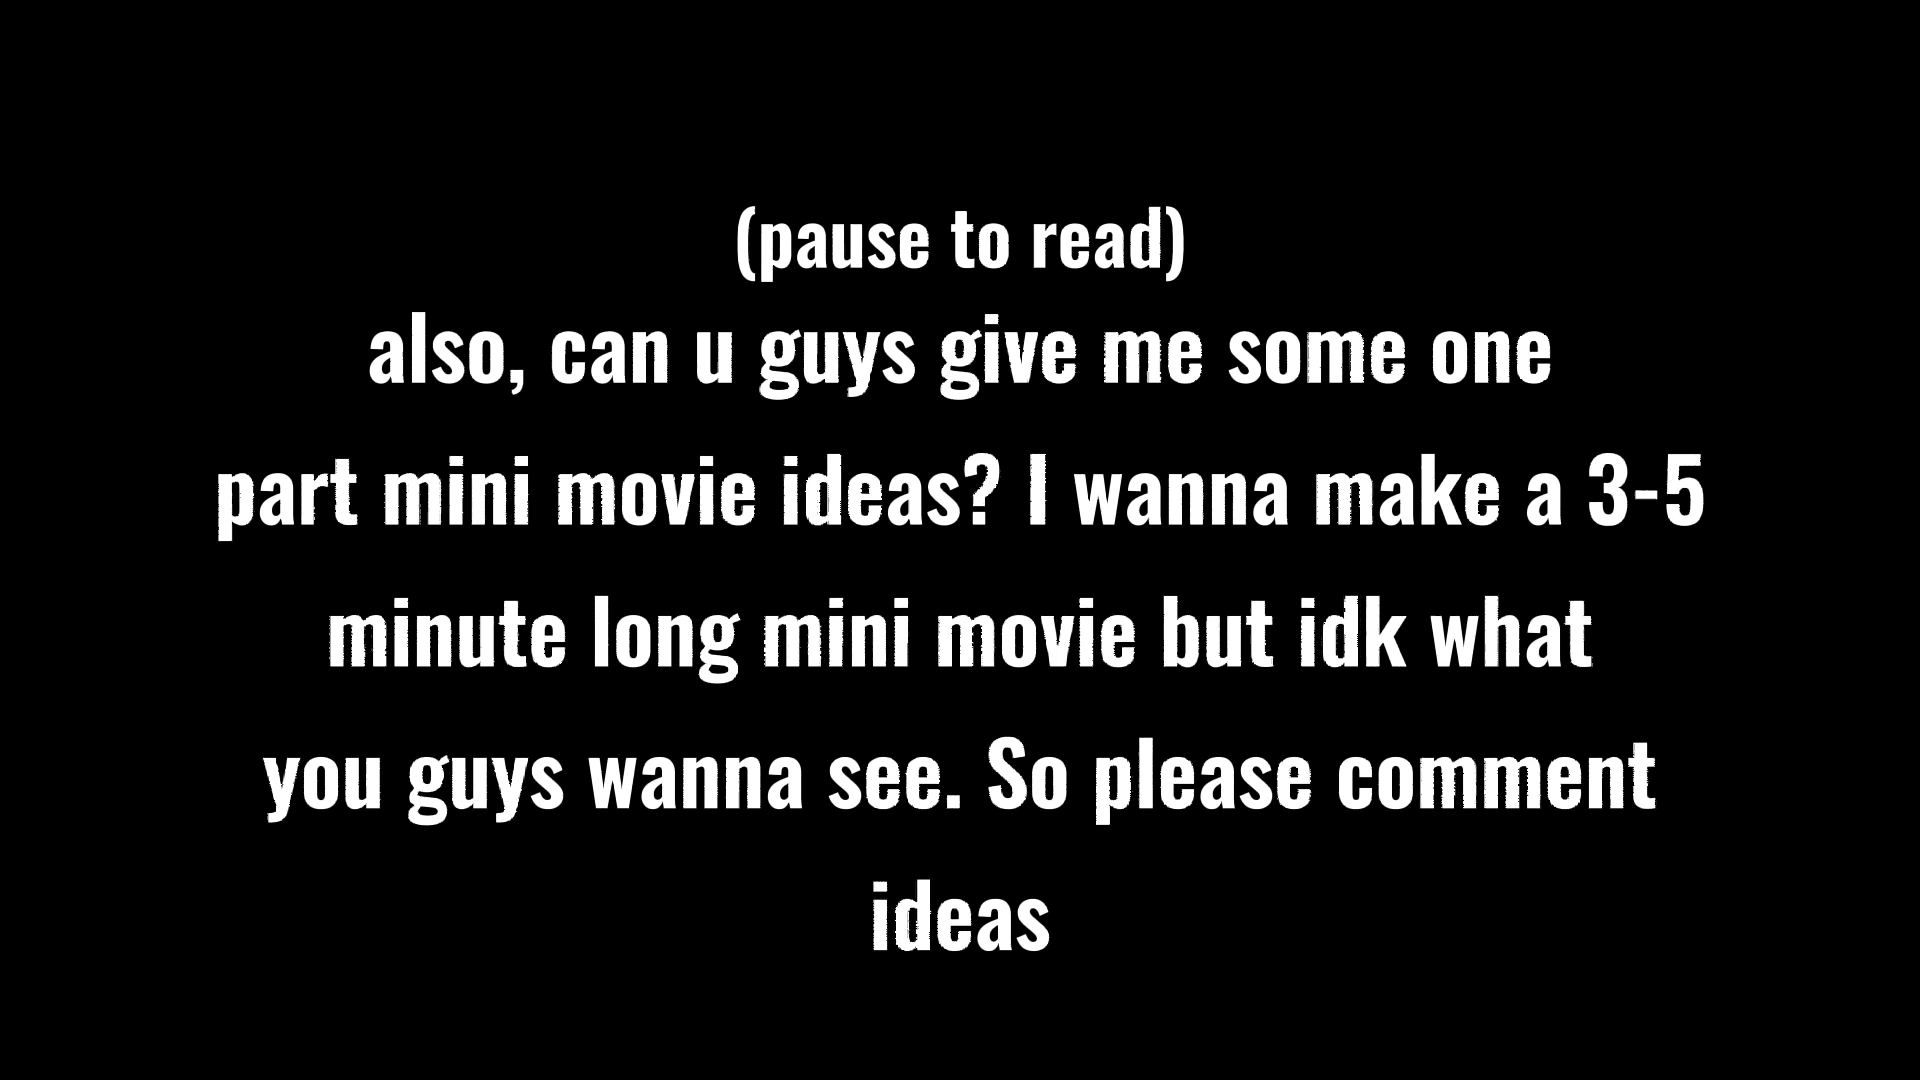 (pause to read)
also, can u guys give me some one
part mini movie ideas? I wanna make a 3-5
minute long mini movie but idk what
you guys wanna see. So please comment
ideas